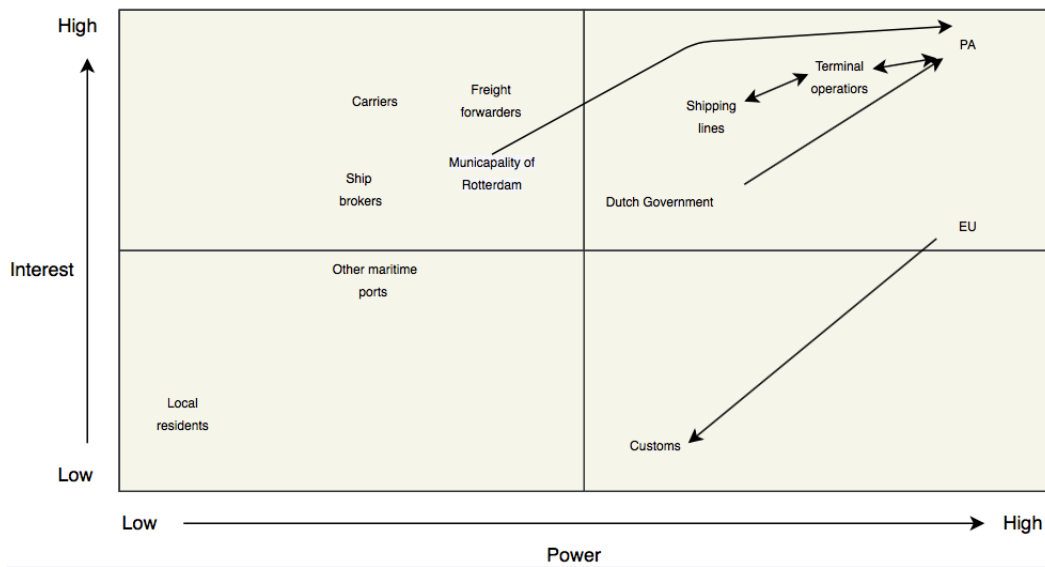 High
PA
Terminal
operatiors
Freight
forwarders
Carriers
Shipping
lines
Municapality of
Rotterdam
Ship
brokers
Dutch Government
EU
Interest
Other maritime
ports
Local
residents
Customs
Low
Low
High
Power